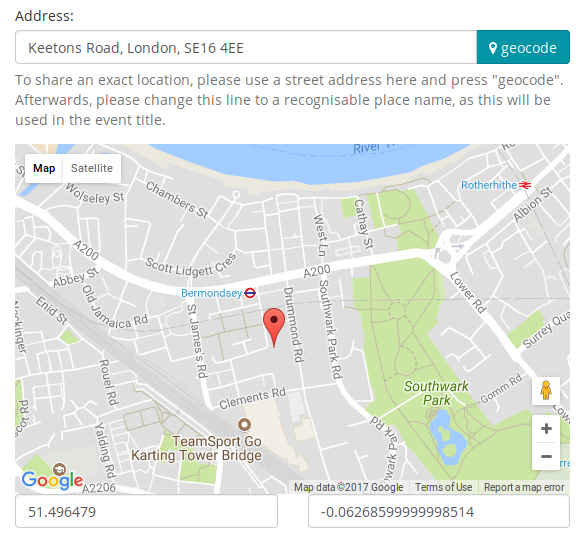 Address:
Keetons Road, London, SE16 4EE
geocode
To share an exact location, please use a street address here and press "geocode".
Afterwards, please change this line to a recognisable place name, as this will be
used in the event title.
Map
Satellite
River
Rotherhithe
Wolseley St
Chambers St
Cathay St
West Ln
Albion St
A200
Scott Lidgett Cres
A200
Abbey St
Bermondsey
Lower Rd
Old Jamaica Rd
Enid St
St James's Rd
Drummond Rd
Southwark Park Rd
Surrey Qua
Rouel Rd
Clements Rd
Southwark
Park
Gomm Rd
Yalding Rd
TeamSport Go
Karting Tower Bridge
Google
A2206
Map data ©2017 Google
Terms of Use
Report a map error
51.496479
-0.06268599999998514